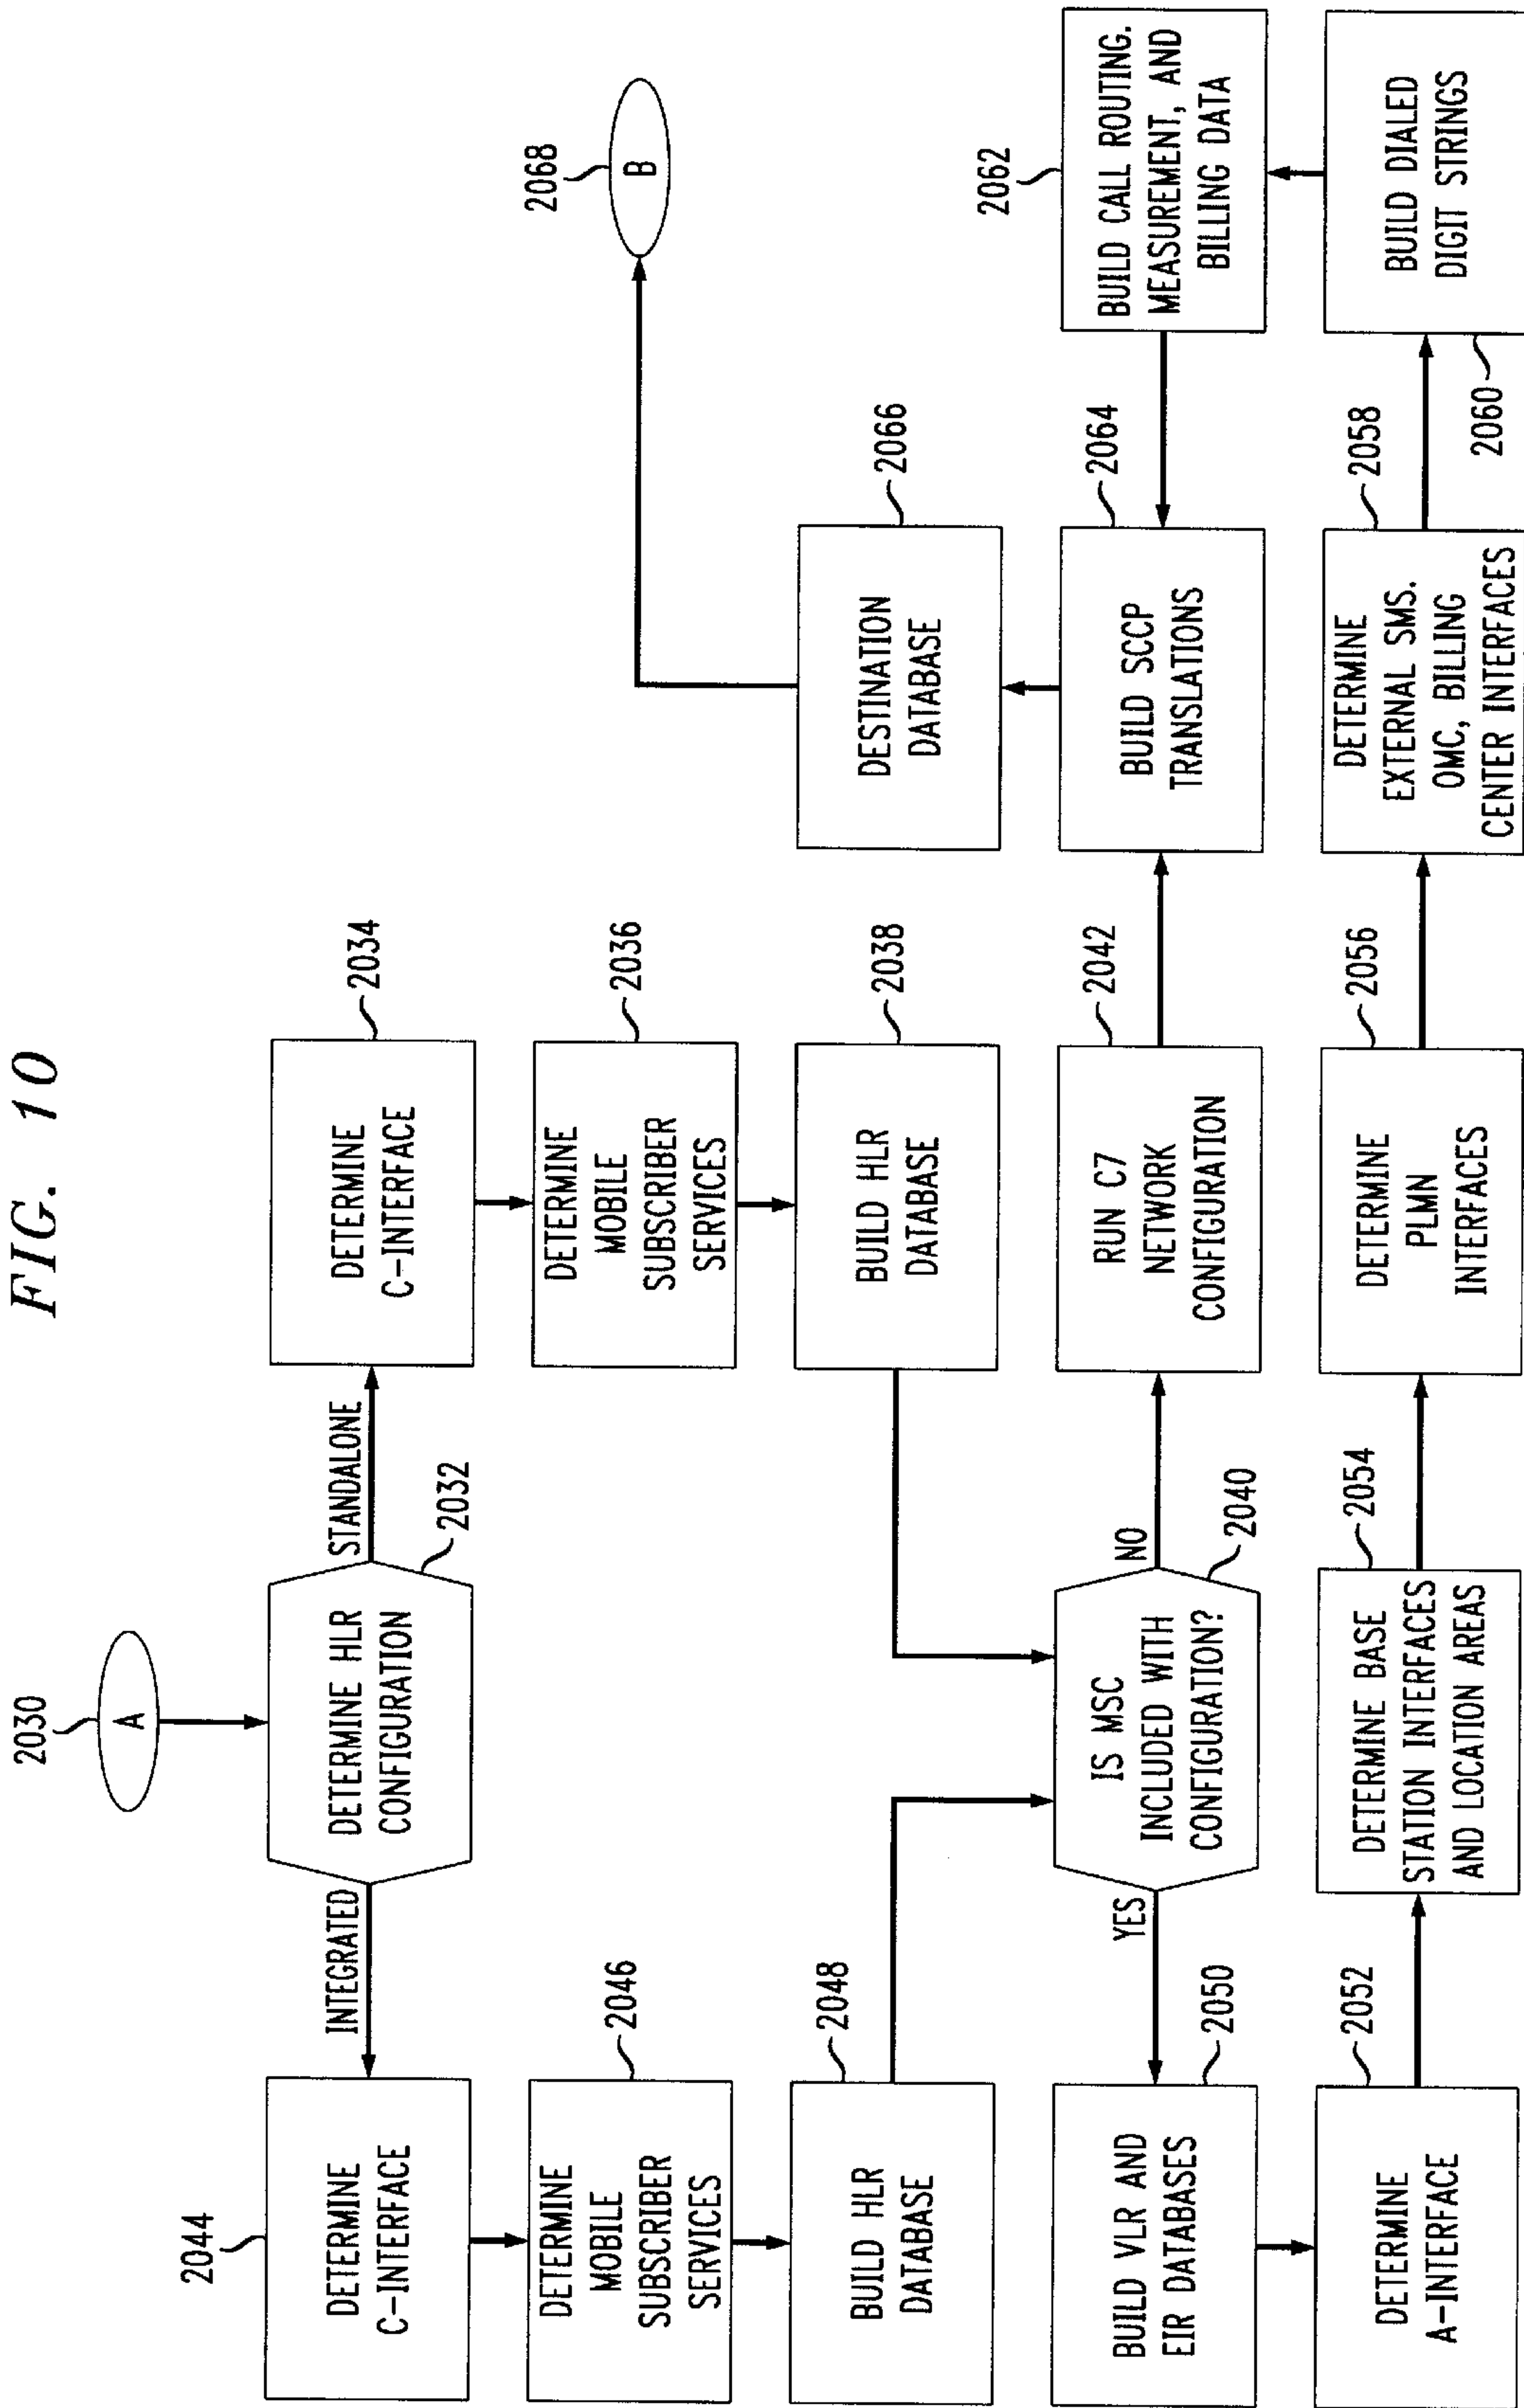 FIG. 10
2030
A
DETERMINE HLR
CONFIGURATION
2032
INTEGRATED
STANDALONE
2044
DETERMINE
C-INTERFACE
DETERMINE
C-INTERFACE
2034
DETERMINE
MOBILE
SUBSCRIBER
SERVICES
2046
DETERMINE
MOBILE
SUBSCRIBER
SERVICES
2036
BUILD HLR
DATABASE
2048
BUILD HLR
DATABASE
2038
IS MSC
INCLUDED WITH
CONFIGURATION?
2040
YES
NO
BUILD VLR AND
EIR DATABASES
2050
RUN C7
NETWORK
CONFIGURATION
2042
BUILD SCCP
TRANSLATIONS
2064
DESTINATION
DATABASE
2066
2068
B
2062
BUILD CALL ROUTING.
MEASUREMENT, AND
BILLING DATA
DETERMINE
A-INTERFACE
2052
DETERMINE BASE
STATION INTERFACES
AND LOCATION AREAS
2054
DETERMINE
PLMN
INTERFACES
2056
DETERMINE
EXTERNAL SMS.
OMC, BILLING
CENTER INTERFACES
2058
BUILD DIALED
DIGIT STRINGS
2060